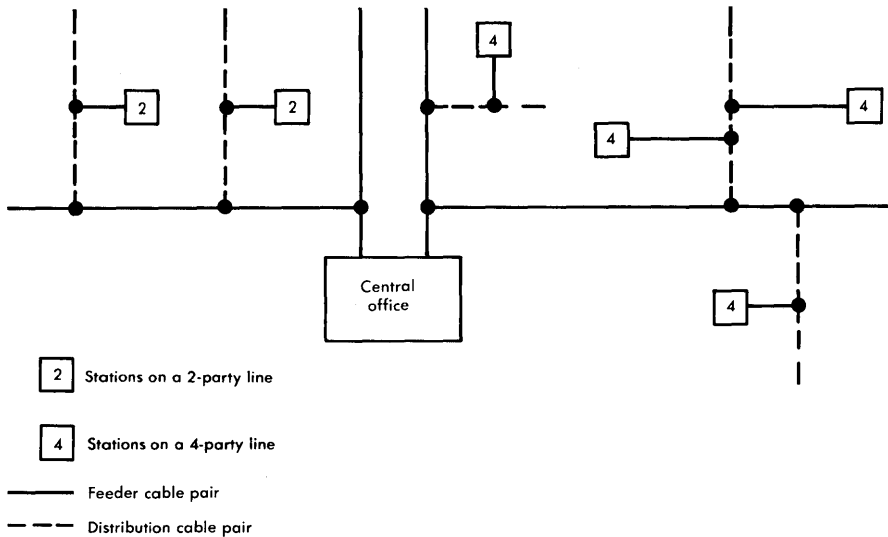 4
2
2
4
4
4
Central
office
2 Stations on a 2-party line
4 Stations on a 4-party line
Feeder cable pair
Distribution cable pair